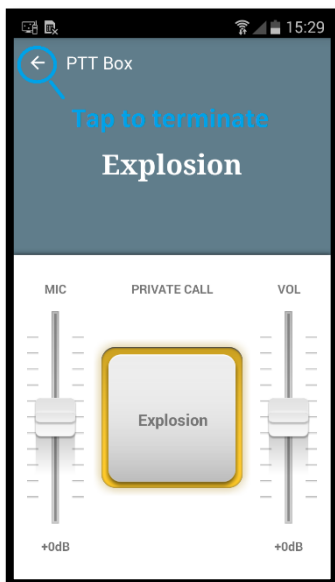 15:29
PTT Box
Tap to terminate
Explosion
MIC PRIVATE CALL VOL
Explosion
+0dB +0dB